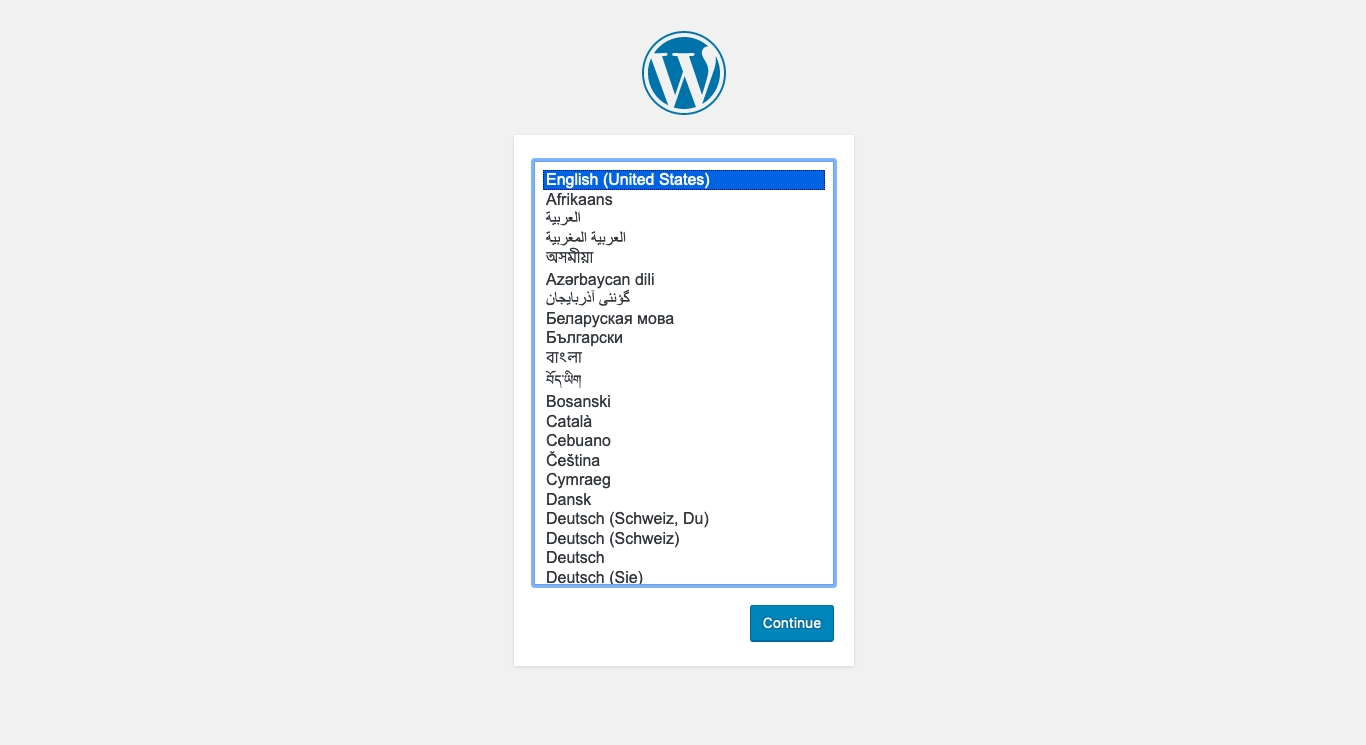 English (United States)
Afrikaans
العربية
العربية المغربية
অসমীয়া
Azərbaycan dili
گؤنئی آذربایجان
Беларуская мова
Български
বাংলা
བོད་ཡིག
Bosanski
Català
Cebuano
Čeština
Cymraeg
Dansk
Deutsch (Schweiz, Du)
Deutsch (Schweiz)
Deutsch
Deutsch (Sie)
Continue